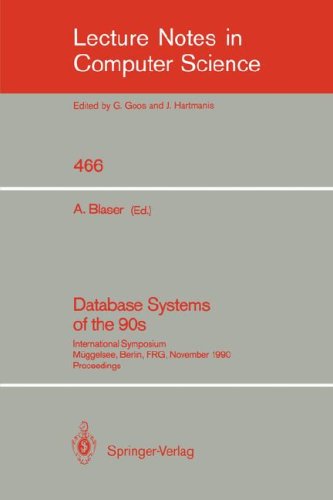 Lecture Notes in
Computer Science
Edited by G. Goos and J. Hartmanis
466
A. Blaser (Ed.)
Database Systems
of the 90s
International Symposium
Müggelsee, Berlin, FRG, November 1990
Proceedings
Springer-Verlag